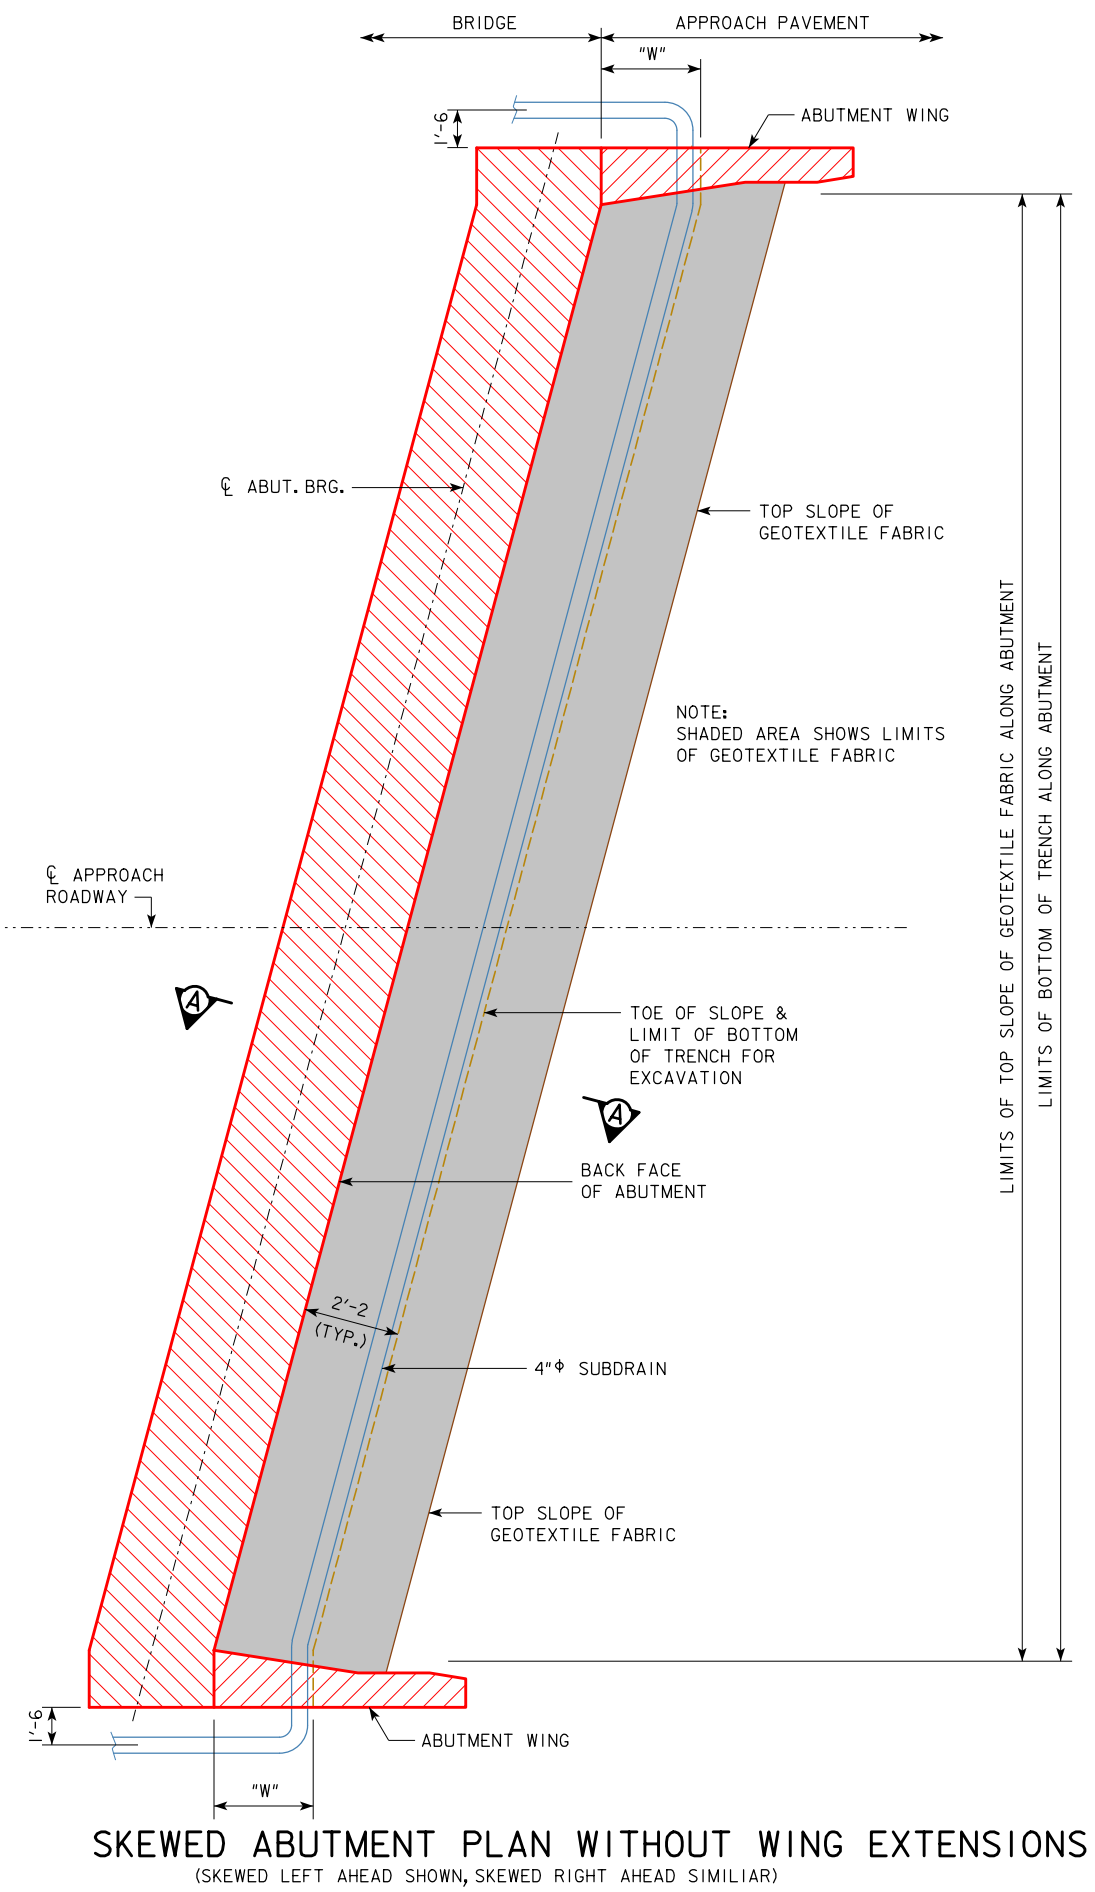 BRIDGE
APPROACH PAVEMENT
"W"
1'-6
ABUTMENT WING
℄ ABUT. BRG.
TOP SLOPE OF
GEOTEXTILE FABRIC
NOTE:
SHADED AREA SHOWS LIMITS
OF GEOTEXTILE FABRIC
LIMITS OF TOP SLOPE OF GEOTEXTILE FABRIC ALONG ABUTMENT
LIMITS OF BOTTOM OF TRENCH ALONG ABUTMENT
℄ APPROACH
ROADWAY
A
TOE OF SLOPE &
LIMIT OF BOTTOM
OF TRENCH FOR
EXCAVATION
A
BACK FACE
OF ABUTMENT
2'-2
(TYP.)
4"ϕ SUBDRAIN
TOP SLOPE OF
GEOTEXTILE FABRIC
1'-6
ABUTMENT WING
"W"
SKEWED ABUTMENT PLAN WITHOUT WING EXTENSIONS
(SKEWED LEFT AHEAD SHOWN, SKEWED RIGHT AHEAD SIMILIAR)